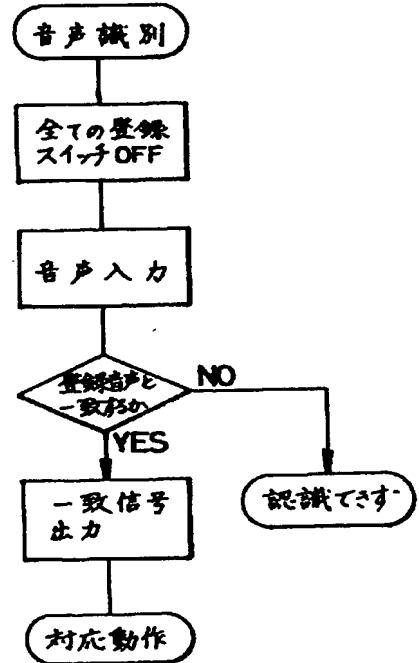 音声識別
全ての登録
スイッチOFF
音声入力
登録音声と
一致するか
NO
YES
一致信号
出力
認識できず
対応動作